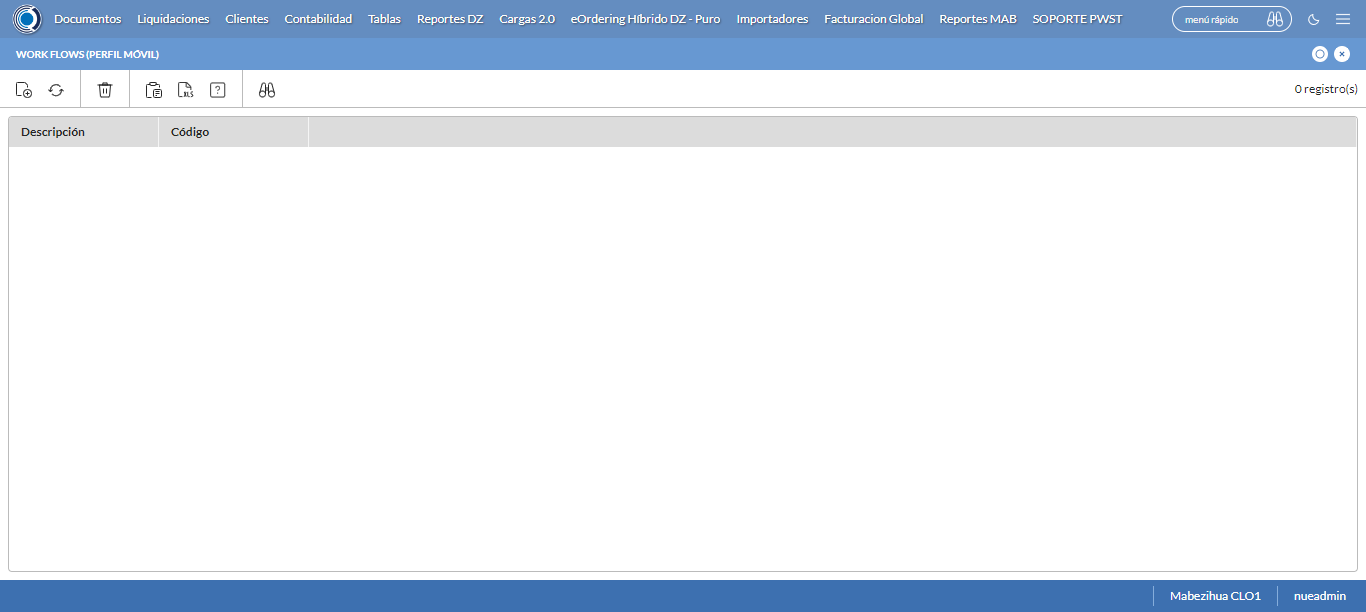 Documentos Liquidaciones Clientes Contabilidad Tablas Reportes DZ Cargas 2.0 eOrdering Híbrido DZ - Puro Importadores Facturacion Global Reportes MAB SOPORTE PWST menú rápido
WORK FLOWS (PERFIL MÓVIL)
XLS ? 0 registro(s)
Descripción Código
Mabezihua CLO1 nueadmin